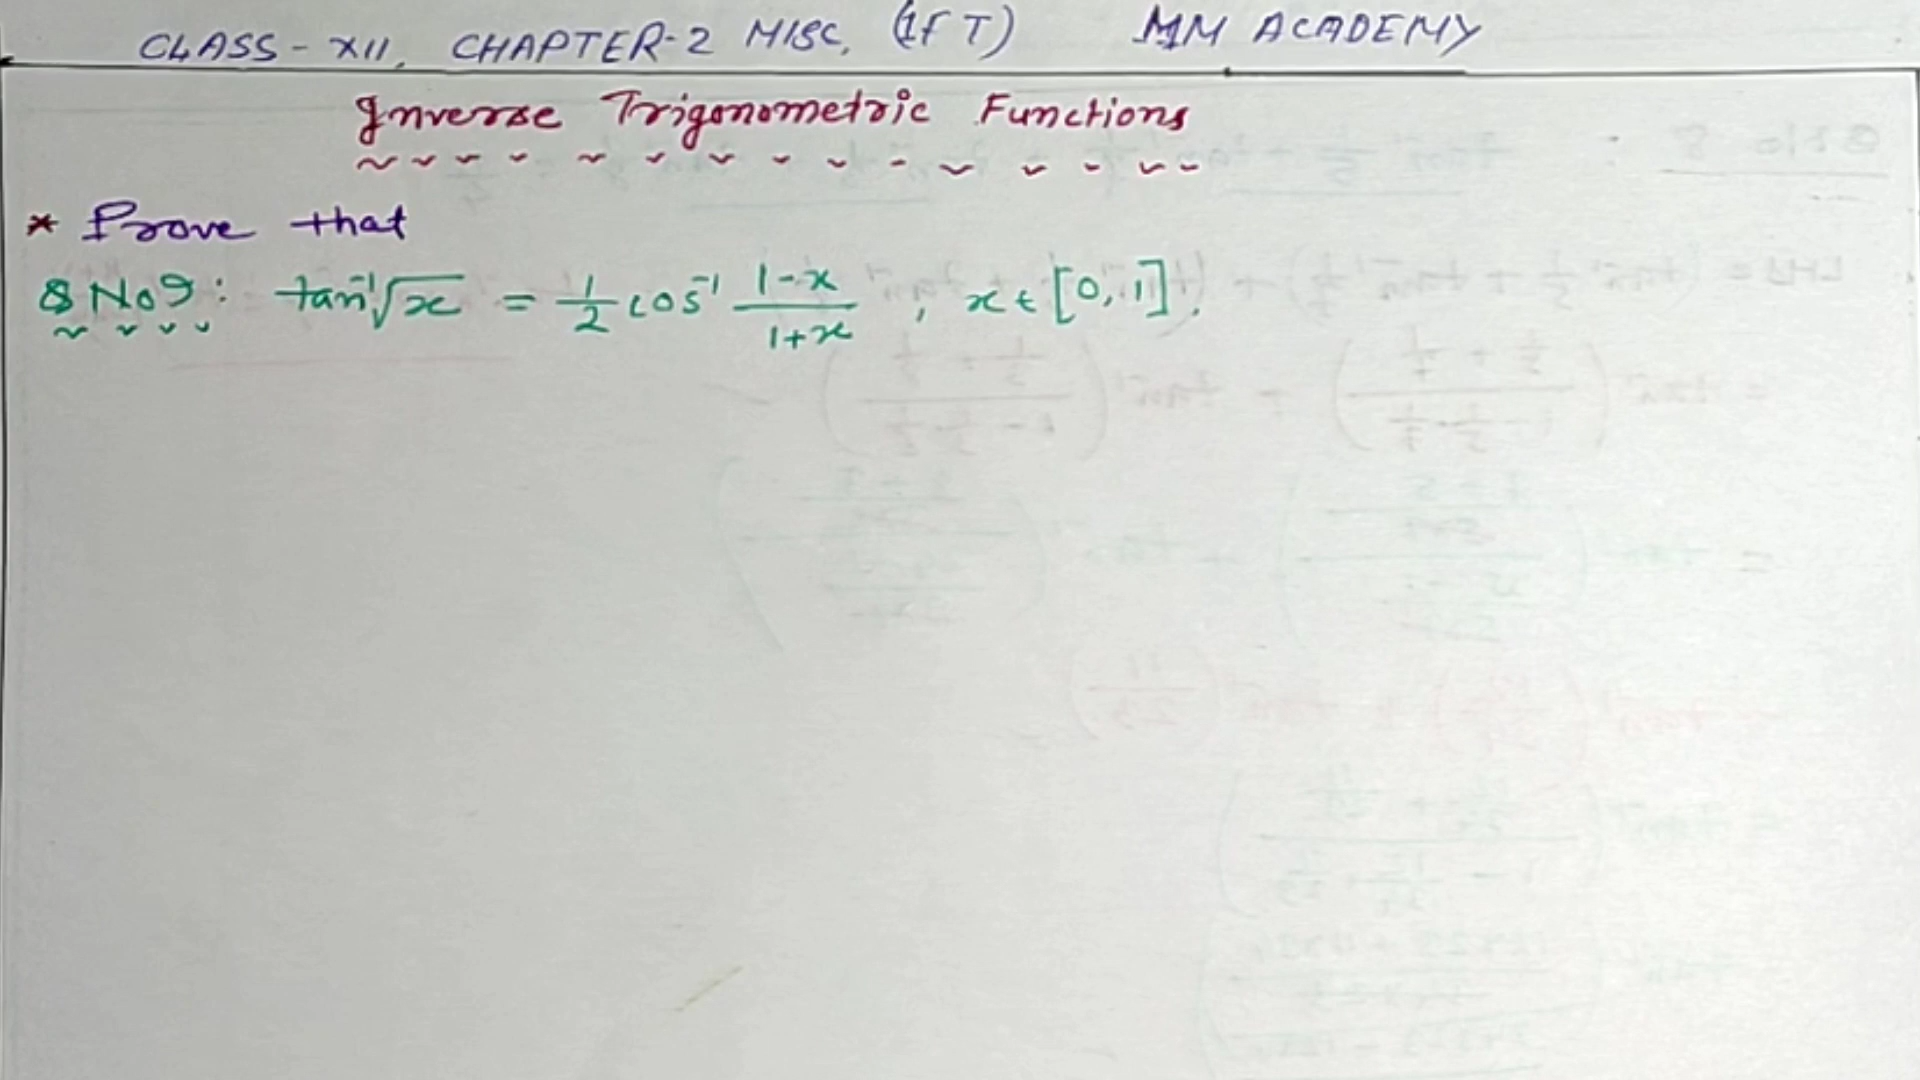 CLASS-XII, CHAPTER-2 MISC, (IFT) MM ACADEMY
Inverse Trigonometric Functions
* Prove that
Q No 9: tan⁻¹√x = 1/2 cos⁻¹ (1-x)/(1+x), x ∈ [0,1].